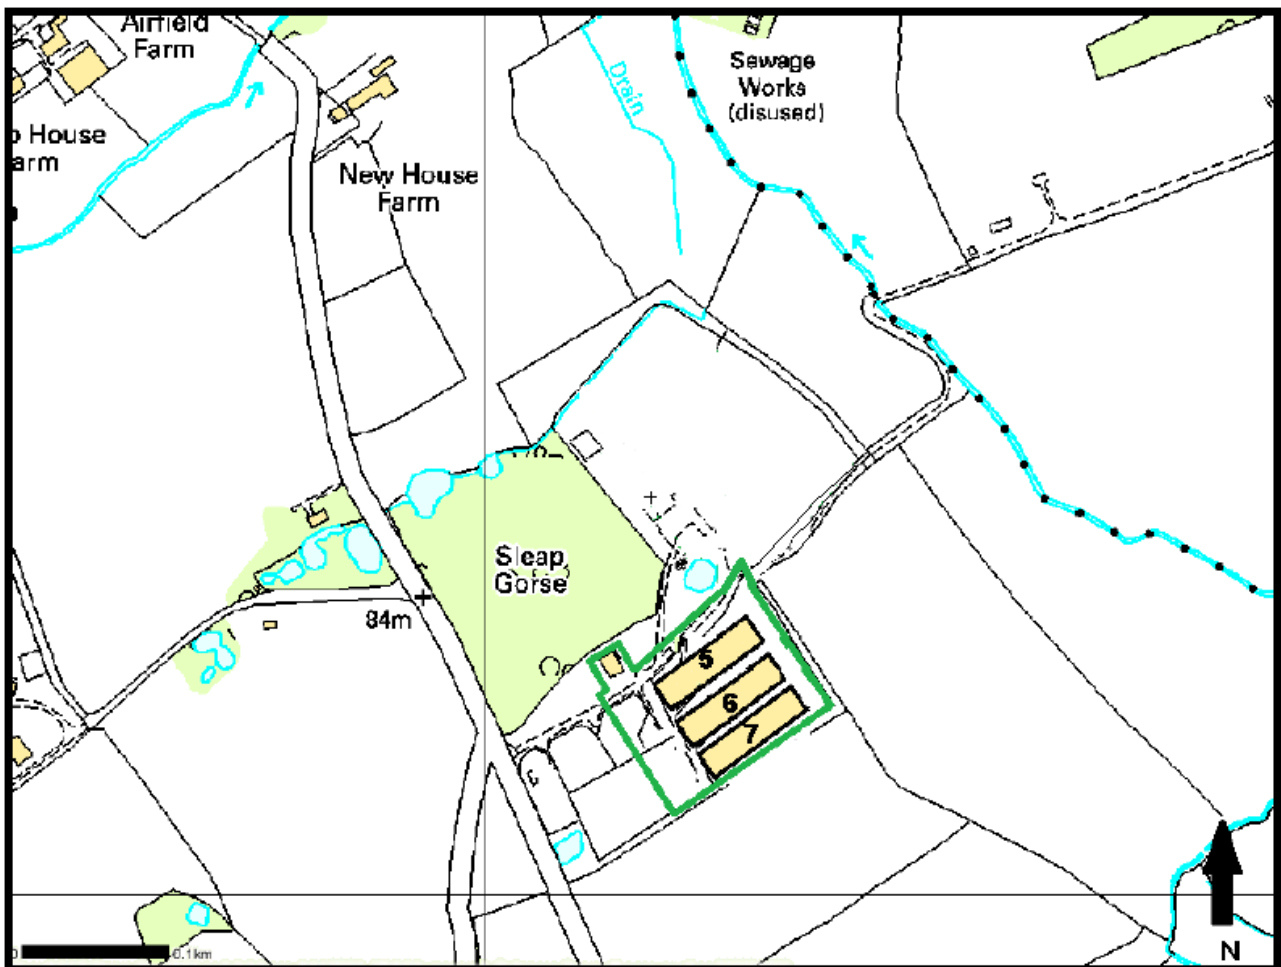 Airfield
Farm
Sewage
Works
(disused)
Drain
House
arm
New House
Farm
Sleap
Gorse
84m
5
6
7
0.1km
N